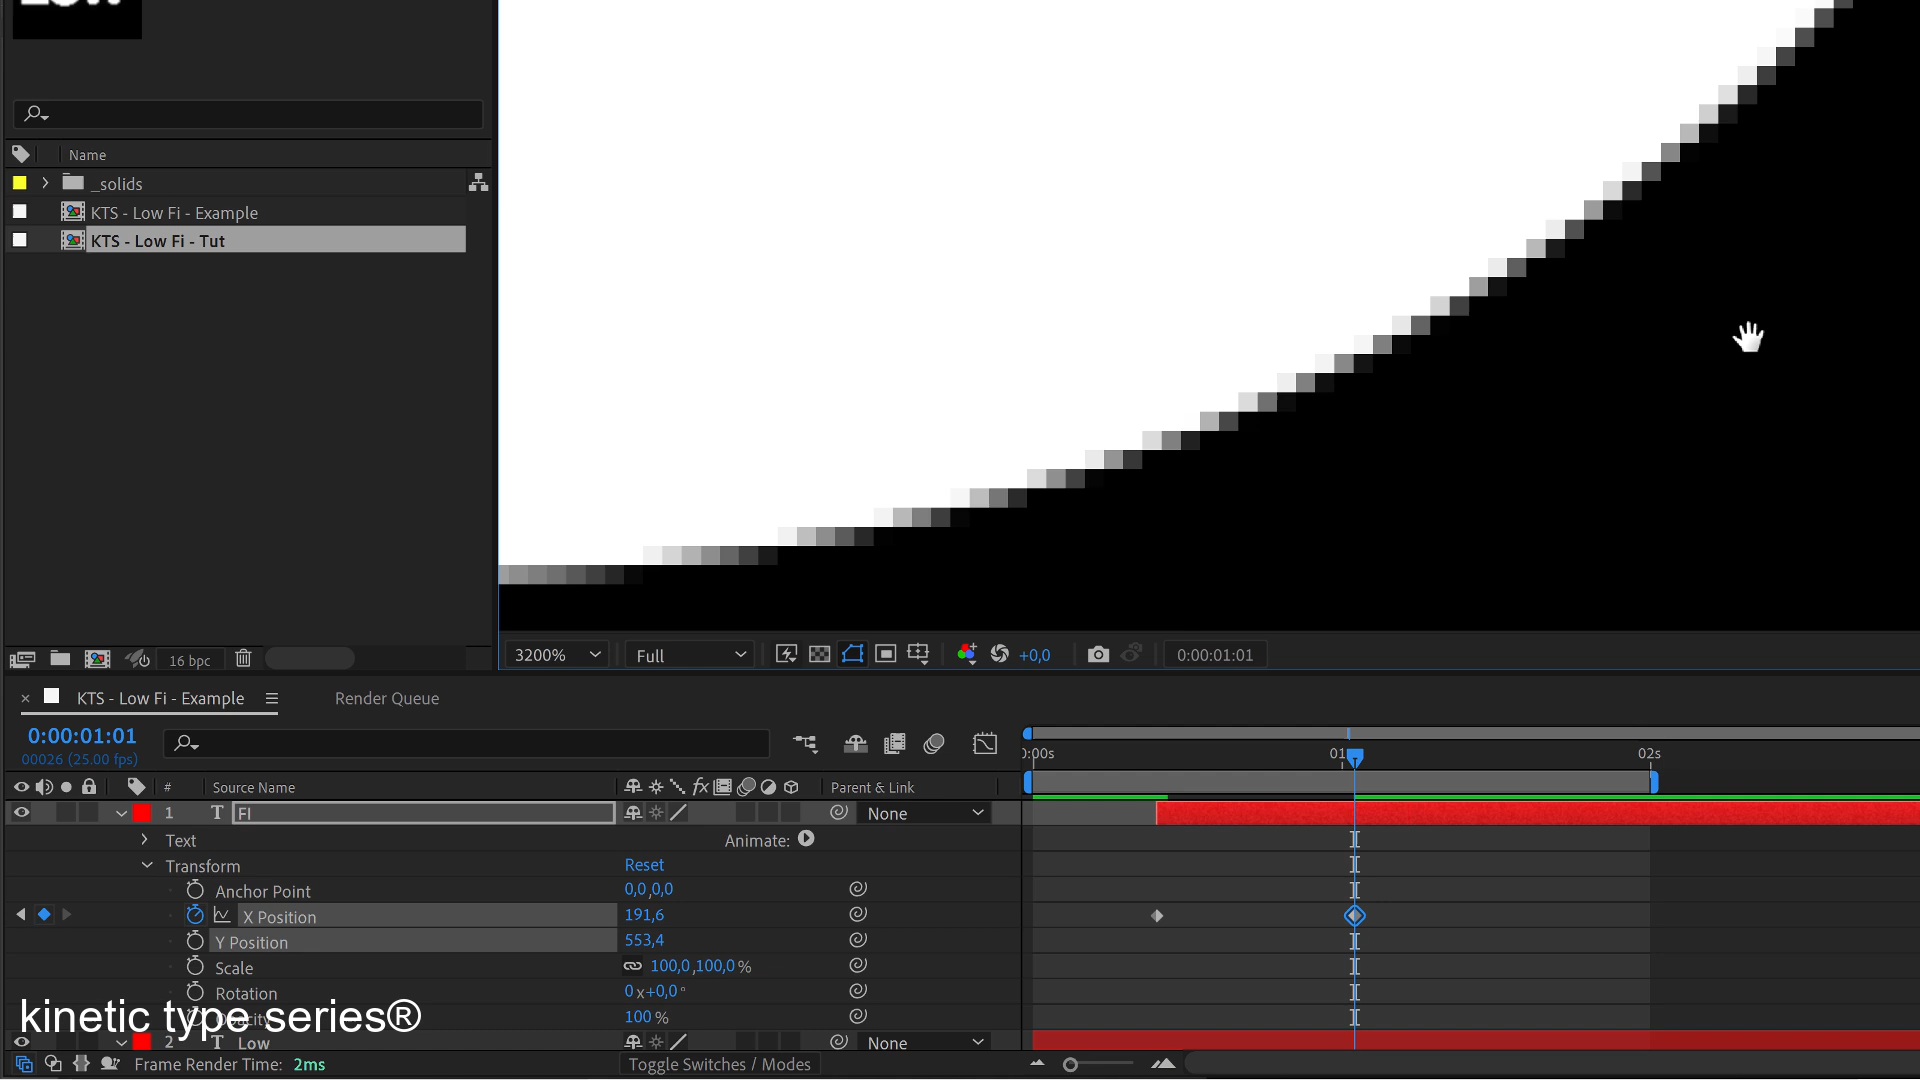 Name
_solids
KTS - Low Fi - Example
KTS - Low Fi - Tut
16 bpc
3200%
Full
+0,0
0:00:01:01
KTS - Low Fi - Example
Render Queue
0:00:01:01
00026 (25.00 fps)
# Source Name
fx
Parent & Link
0:00s
01
02s
1 T FI
None
Text
Animate:
Transform
Reset
Anchor Point
0,0,0,0
X Position
191,6
Y Position
553,4
Scale
100,0,100,0 %
Rotation
0 x+0,0°
Opacity
100 %
kinetic type series®
2 T Low
None
Frame Render Time: 2ms
Toggle Switches / Modes